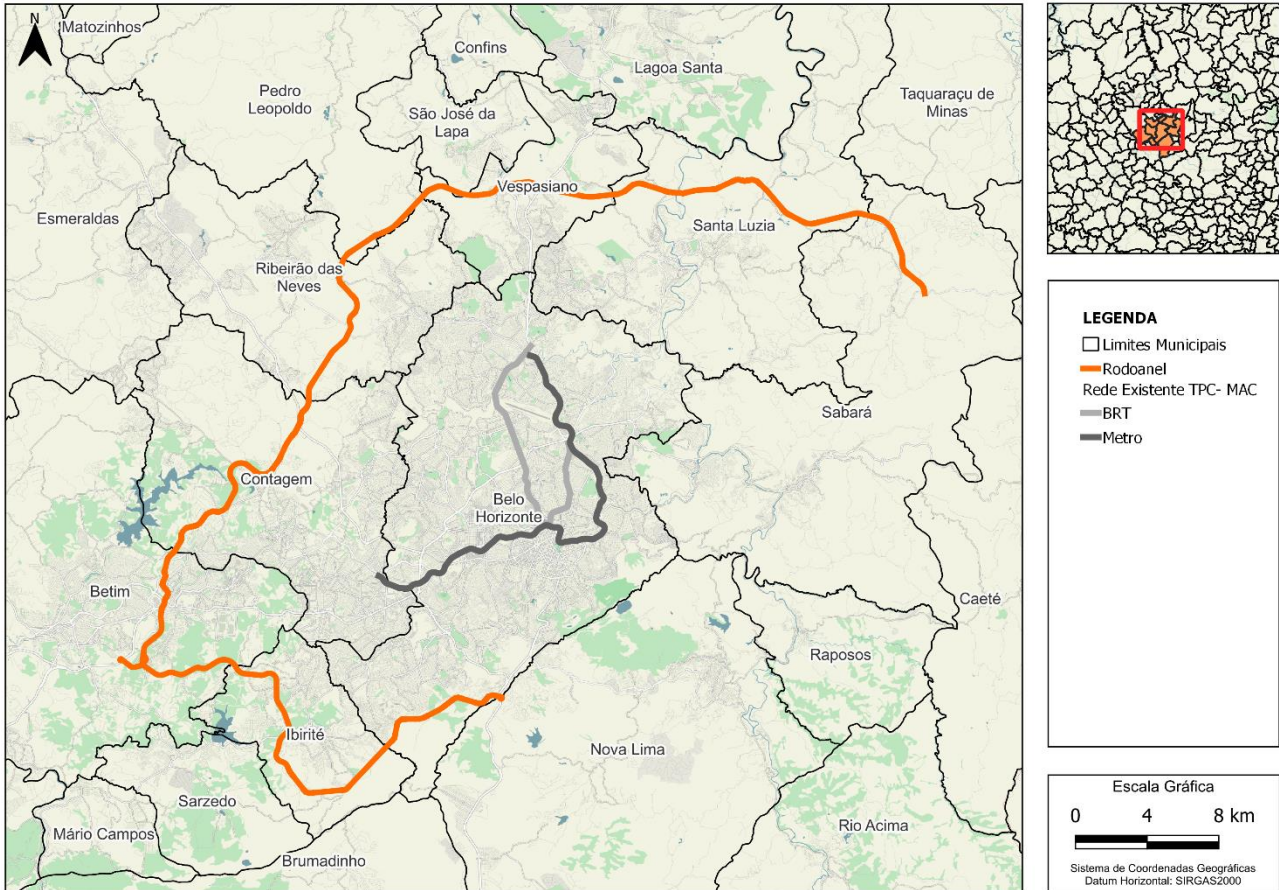 N
Matozinhos
Confins
Lagoa Santa
Pedro
Leopoldo
São José da
Lapa
Taquaraçu de
Minas
Vespasiano
Esmeraldas
Santa Luzia
Ribeirão das
Neves
Sabará
Contagem
Belo
Horizonte
Betim
Caeté
Raposos
Ibirité
Nova Lima
Sarzedo
Mário Campos
Rio Acima
Brumadinho
LEGENDA
Limites Municipais
Rodoanel
Rede Existente TPC- MAC
BRT
Metro
Escala Gráfica
0 4 8 km
Sistema de Coordenadas Geográficas
Datum Horizontal: SIRGAS2000